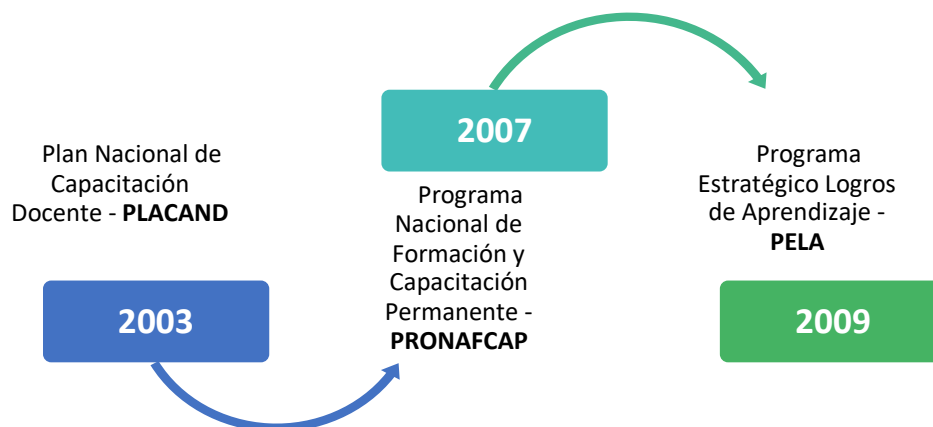 Plan Nacional de
Capacitación
Docente - PLACAND
2003
2007
Programa
Nacional de
Formación y
Capacitación
Permanente -
PRONAFCAP
Programa
Estratégico Logros
de Aprendizaje -
PELA
2009